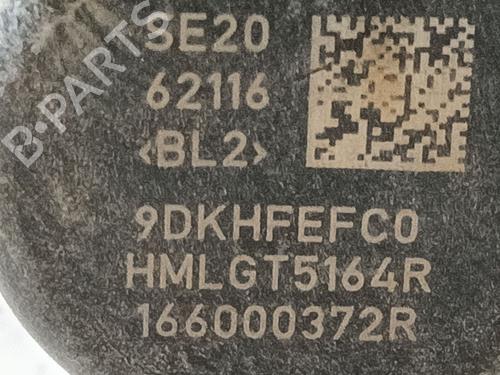 B-PARTS
SE20
62116
<BL2>
9DKHFEFC0
HMLGT5164R
166000372R